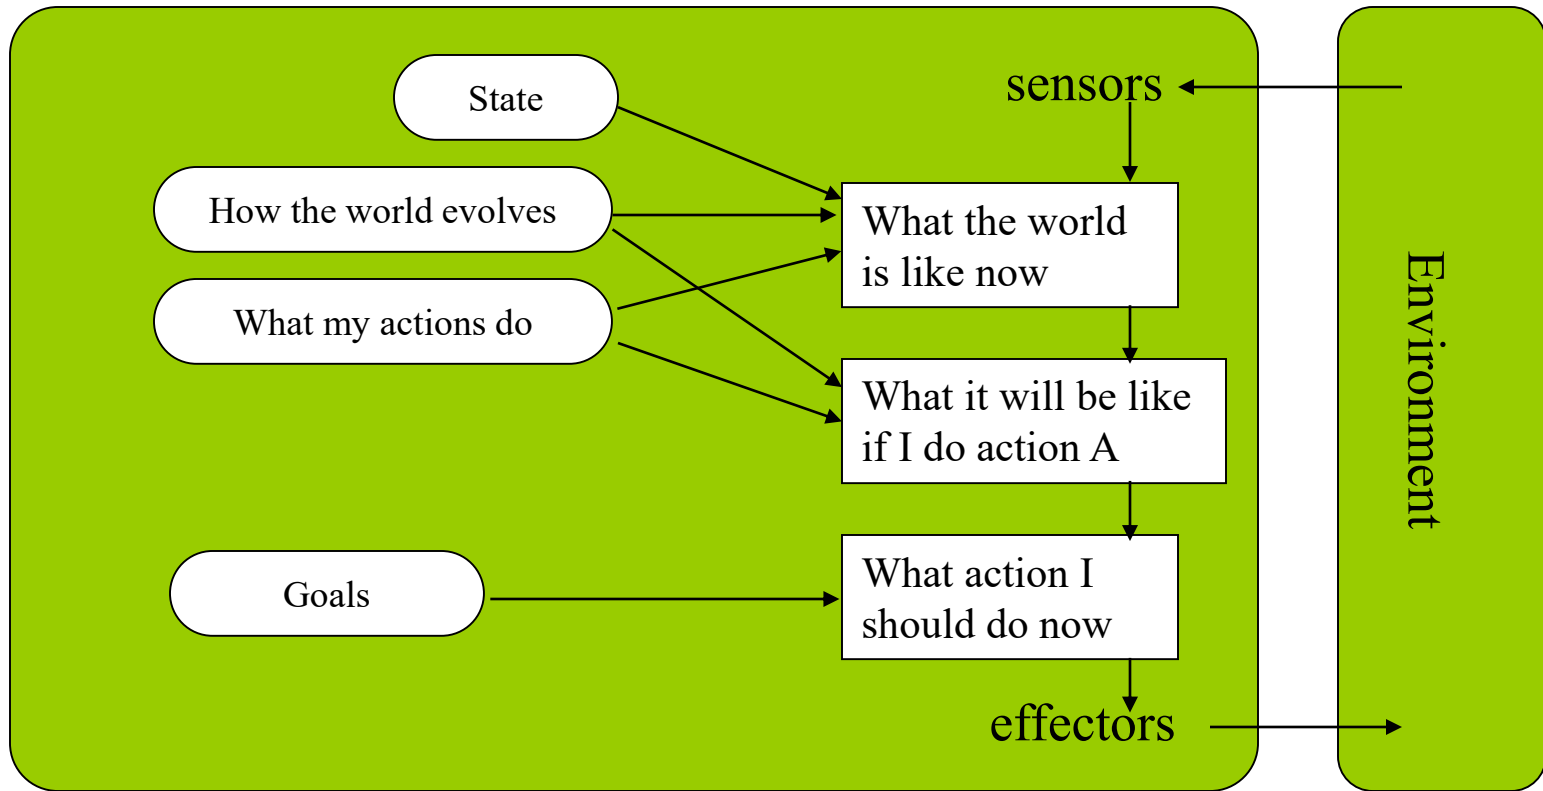 sensors
State
How the world evolves
What the world
is like now
What my actions do
What it will be like
if I do action A
Goals
What action I
should do now
effectors
Environment